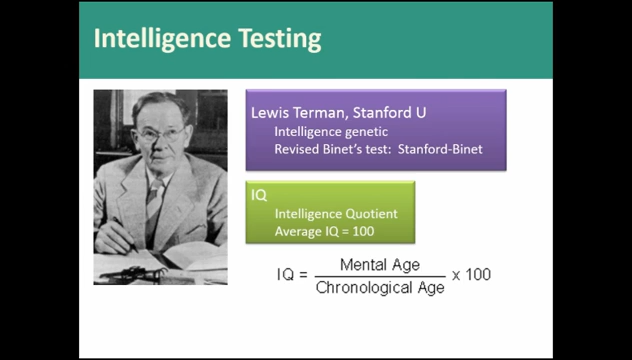 Intelligence Testing
Lewis Terman, Stanford U
Intelligence genetic
Revised Binet's test: Stanford-Binet
IQ
Intelligence Quotient
Average IQ = 100
IQ = Mental Age / Chronological Age x 100